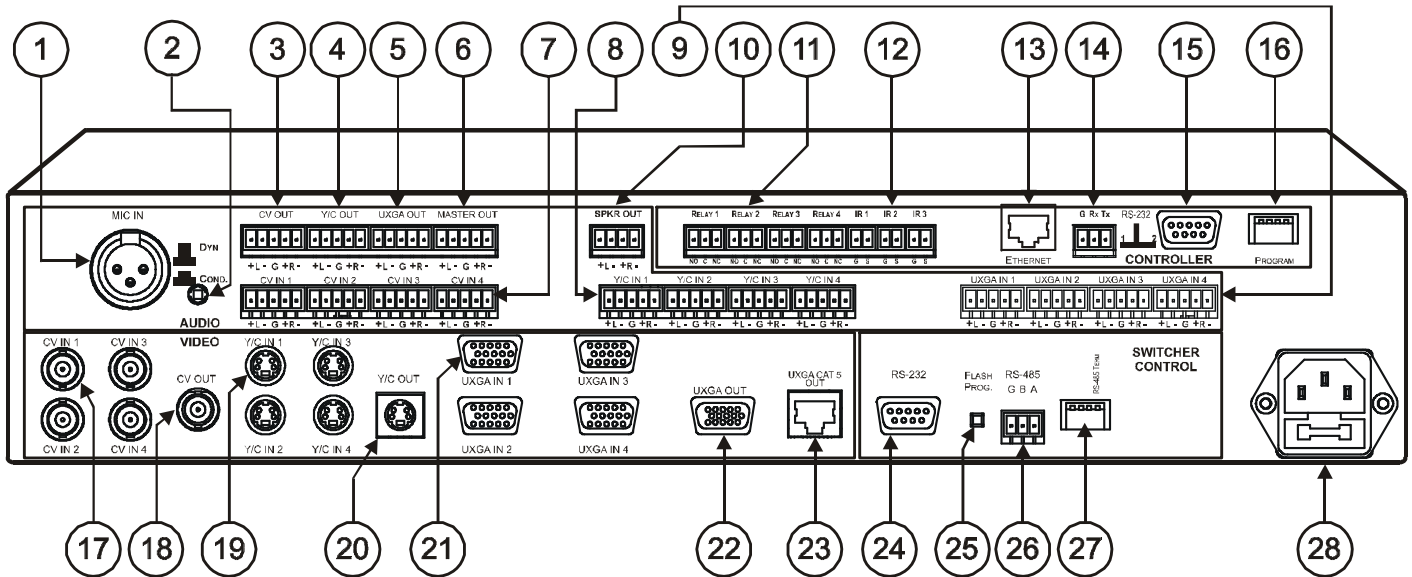 1 2 3 4 5 6 7 8 9 10 11 12 13 14 15 16
MIC IN
DYN
COND.
CV OUT Y/C OUT UXGA OUT MASTER OUT
+L - G +R - +L - G +R - +L - G +R - +L - G +R -
CV IN 1 CV IN 2 CV IN 3 CV IN 4
+L - G +R - +L - G +R - +L - G +R - +L - G +R -
SPKR OUT
+L - +R -
RELAY 1 RELAY 2 RELAY 3 RELAY 4 IR 1 IR 2 IR 3
NO C NC NO C NC NO C NC NO C NC G S G S G S
ETHERNET
G Rx Tx RS-232
1 2
CONTROLLER
PROGRAM
Y/C IN 1 Y/C IN 2 Y/C IN 3 Y/C IN 4
+L - G +R - +L - G +R - +L - G +R - +L - G +R -
UXGA IN 1 UXGA IN 2 UXGA IN 3 UXGA IN 4
+L - G +R - +L - G +R - +L - G +R - +L - G +R -
AUDIO
VIDEO
CV IN 1 CV IN 3
CV OUT
CV IN 2 CV IN 4
Y/C IN 1 Y/C IN 3
Y/C OUT
Y/C IN 2 Y/C IN 4
UXGA IN 1 UXGA IN 3
UXGA IN 2 UXGA IN 4
UXGA OUT
UXGA CAT 5
OUT
RS-232
FLASH
PROG.
RS-485
G B A
RS-485 TERM
SWITCHER
CONTROL
17 18 19 20 21 22 23 24 25 26 27 28